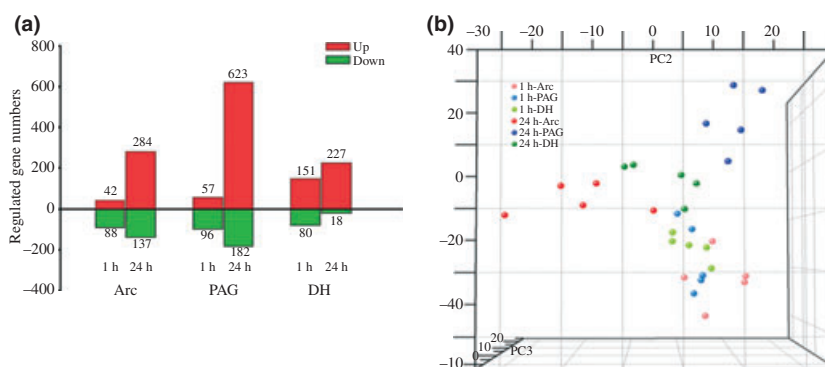 (a)
800
600
400
200
0
−200
−400
Regulated gene numbers
Up
Down
42
284
57
623
151
227
88
137
96
182
80
18
1 h 24 h
1 h 24 h
1 h 24 h
Arc
PAG
DH
(b)
−30
−20
−10
0
10
20
PC2
40
20
0
−20
−40
−10
1 h-Arc
1 h-PAG
1 h-DH
24 h-Arc
24 h-PAG
24 h-DH
20
10
0
PC3